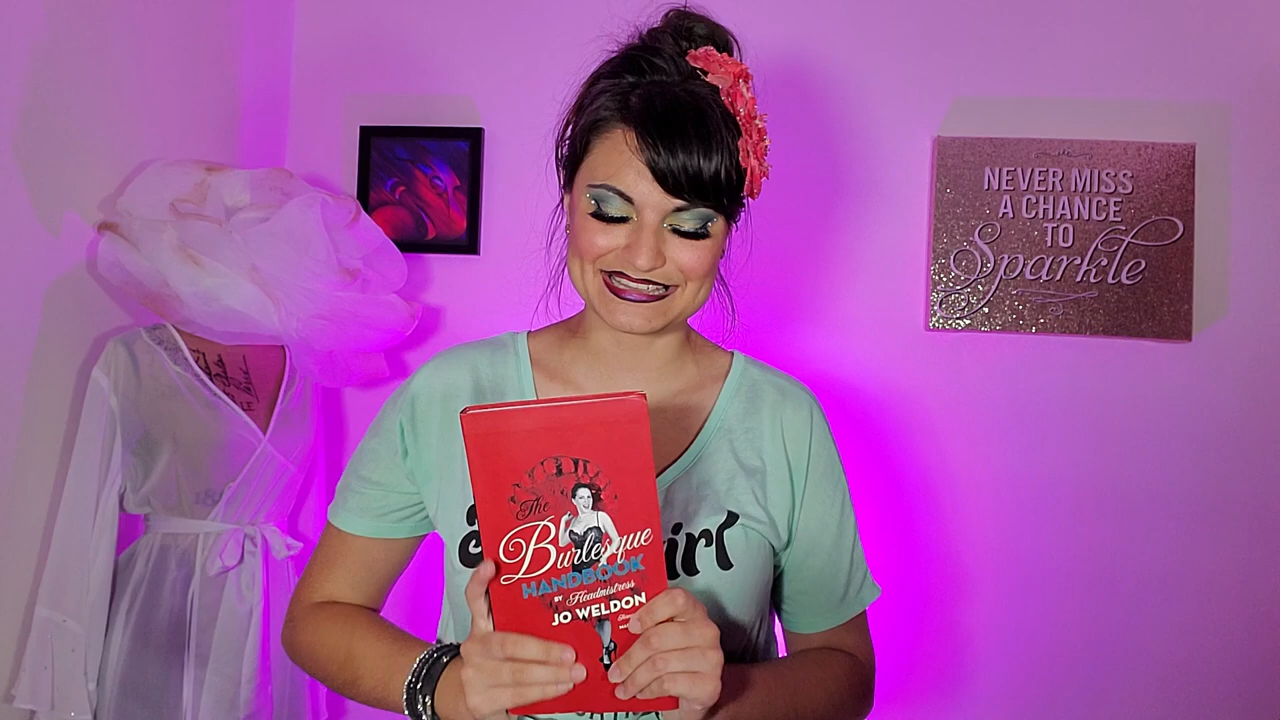 NEVER MISS
A CHANCE
TO
Sparkle
irl
The
Burlesque
HANDBOOK
BY Headmistress
JO WELDON